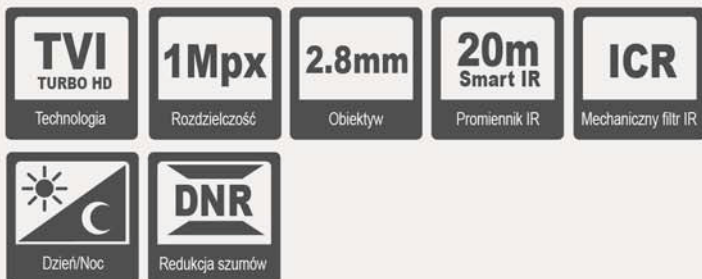 TVI
TURBO HD
Technologia
1Mpx
Rozdzielczość
2.8mm
Obiektyw
20m
Smart IR
Promiennik IR
ICR
Mechaniczny filtr IR
Dzień/Noc
DNR
Redukcja szumów